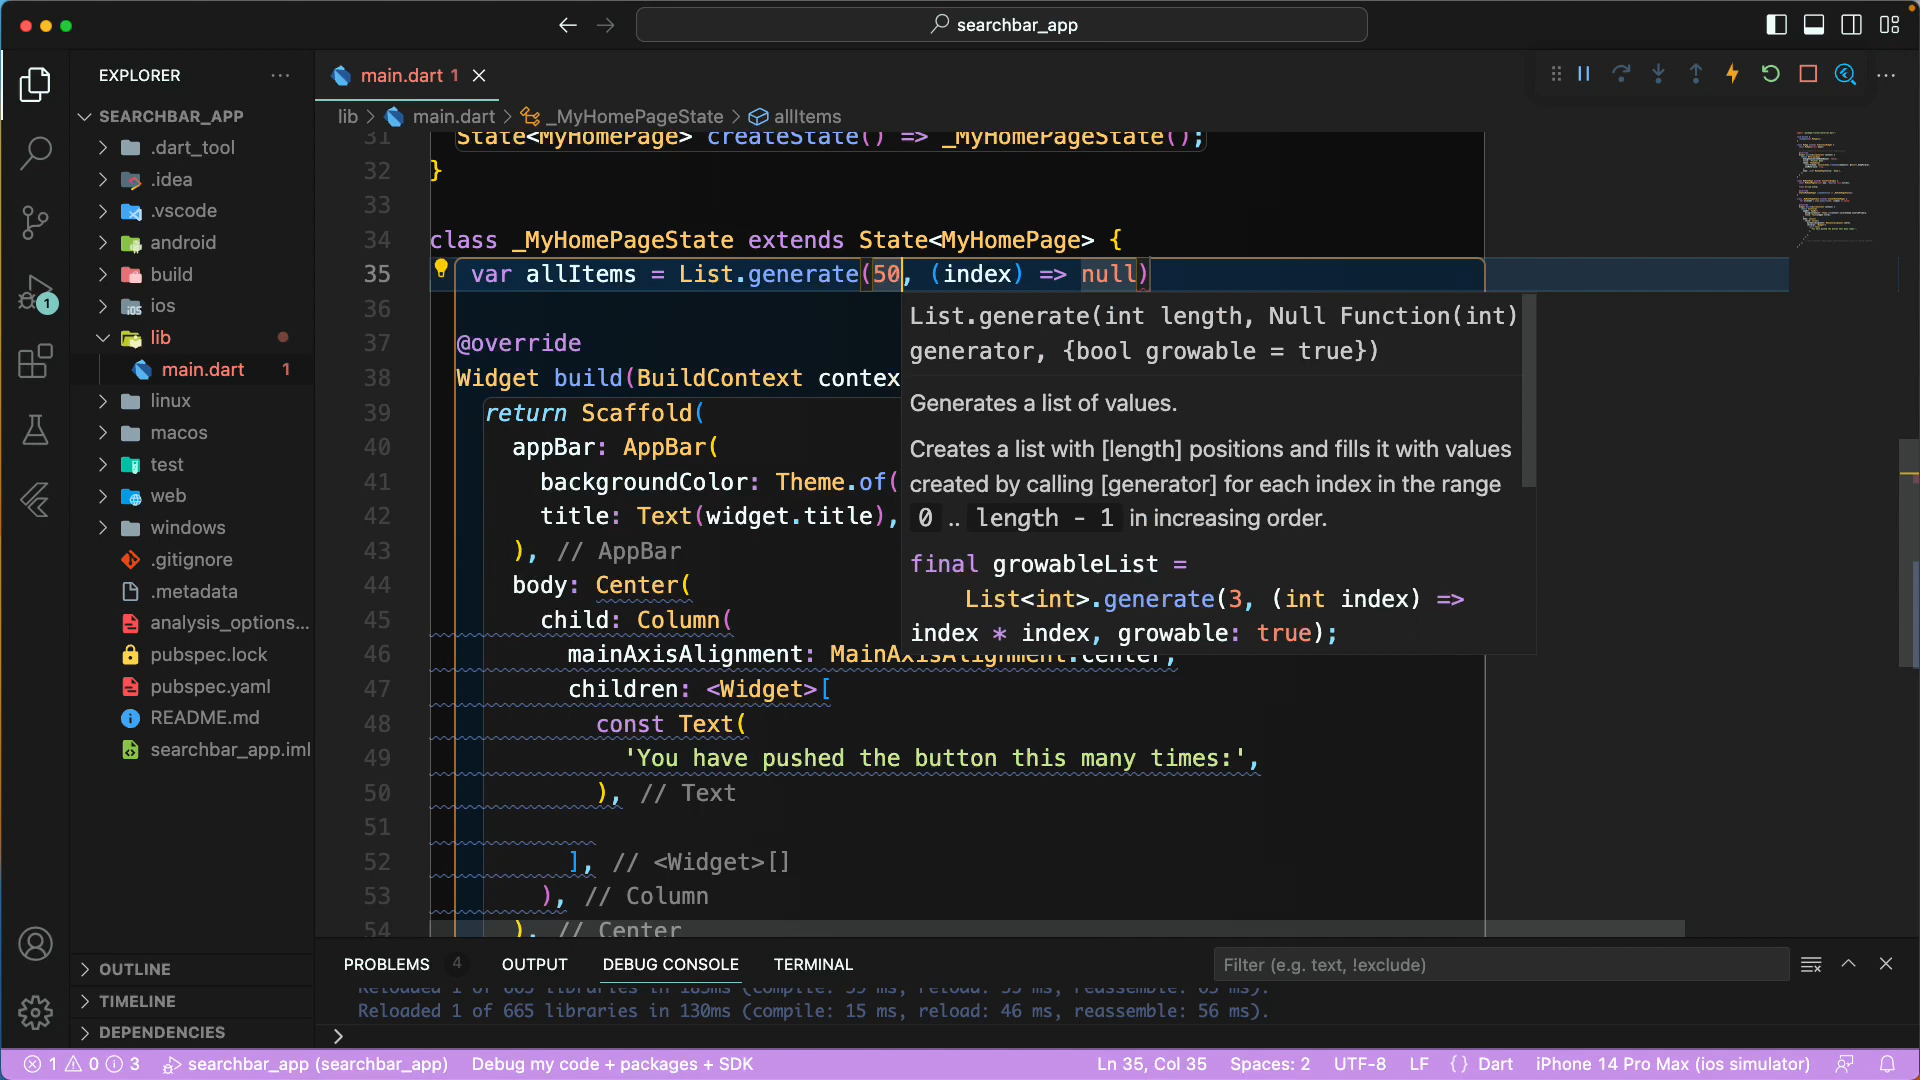 searchbar_app
EXPLORER
main.dart 1
SEARCHBAR_APP
lib main.dart _MyHomePageState allItems
.dart_tool
.idea
.vscode
android
build
ios
lib
main.dart 1
linux
macos
test
web
windows
.gitignore
.metadata
analysis_options...
pubspec.lock
pubspec.yaml
README.md
searchbar_app.iml
OUTLINE
TIMELINE
DEPENDENCIES
1
31 State<MyHomePage> createState() => _MyHomePageState();
32 }
33
34 class _MyHomePageState extends State<MyHomePage> {
35 var allItems = List.generate(50, (index) => null)
36
37 @override
38 Widget build(BuildContext contex
39 return Scaffold(
40 appBar: AppBar(
41 backgroundColor: Theme.of(
42 title: Text(widget.title),
43 ), // AppBar
44 body: Center(
45 child: Column(
46 mainAxisAlignment: MainAxisAlignment.center,
47 children: <Widget>[
48 const Text(
49 'You have pushed the button this many times:',
50 ), // Text
51
52 ], // <Widget>[]
53 ), // Column
54 ), // Center
List.generate(int length, Null Function(int)
generator, {bool growable = true})
Generates a list of values.
Creates a list with [length] positions and fills it with values
created by calling [generator] for each index in the range
0 .. length - 1 in increasing order.
final growableList =
List<int>.generate(3, (int index) =>
index * index, growable: true);
PROBLEMS 4 OUTPUT DEBUG CONSOLE TERMINAL
Filter (e.g. text, !exclude)
Reloaded 1 of 665 libraries in 130ms (compile: 15 ms, reload: 46 ms, reassemble: 56 ms).
1 0 3 searchbar_app (searchbar_app) Debug my code + packages + SDK Ln 35, Col 35 Spaces: 2 UTF-8 LF { } Dart iPhone 14 Pro Max (ios simulator)